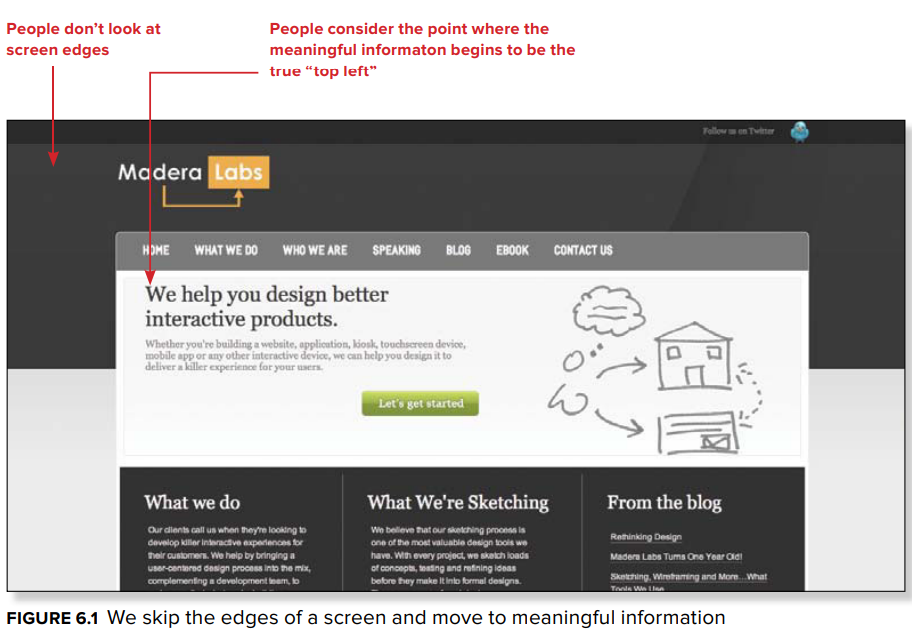 People don’t look at
screen edges
People consider the point where the
meaningful informaton begins to be the
true “top left”
Follow us on Twitter
Madera Labs
HOME WHAT WE DO WHO WE ARE SPEAKING BLOG EBOOK CONTACT US
We help you design better
interactive products.
Whether you're building a website, application, kiosk, touchscreen device,
mobile app or any other interactive device, we can help you design it to
deliver a killer experience for your users.
Let's get started
What we do
Our clients call us when they're looking to
develop killer interactive experiences for
their customers. We help by bringing a
user-centered design process into the mix,
complementing a development team, to
What We're Sketching
We believe that our sketching process is
one of the most valuable design tools we
have. With every project, we sketch loads
of concepts, testing and refining ideas
before they make it into formal designs.
From the blog
Rethinking Design
Madera Labs Turns One Year Old!
Sketching, Wireframing and More...What
Tools We Use
FIGURE 6.1 We skip the edges of a screen and move to meaningful information